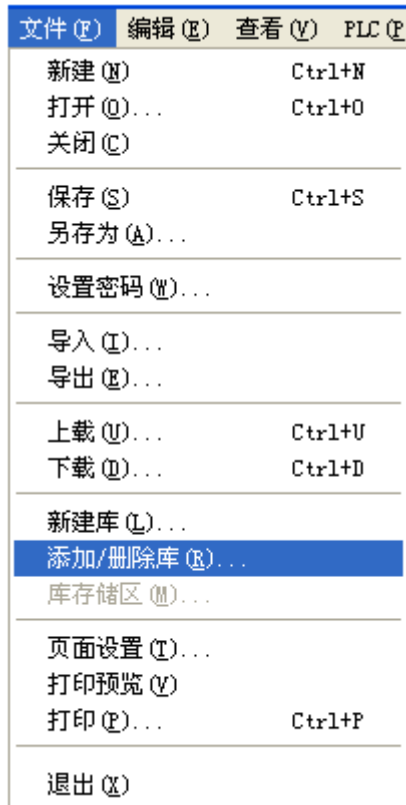 文件(F) 编辑(E) 查看(V) PLC(P
新建(N) Ctrl+N
打开(O)... Ctrl+O
关闭(C)
保存(S) Ctrl+S
另存为(A)...
设置密码(W)...
导入(I)...
导出(E)...
上载(U)... Ctrl+U
下载(D)... Ctrl+D
新建库(L)...
添加/删除库(R)...
库存储区(M)...
页面设置(T)...
打印预览(V)
打印(P)... Ctrl+P
退出(X)